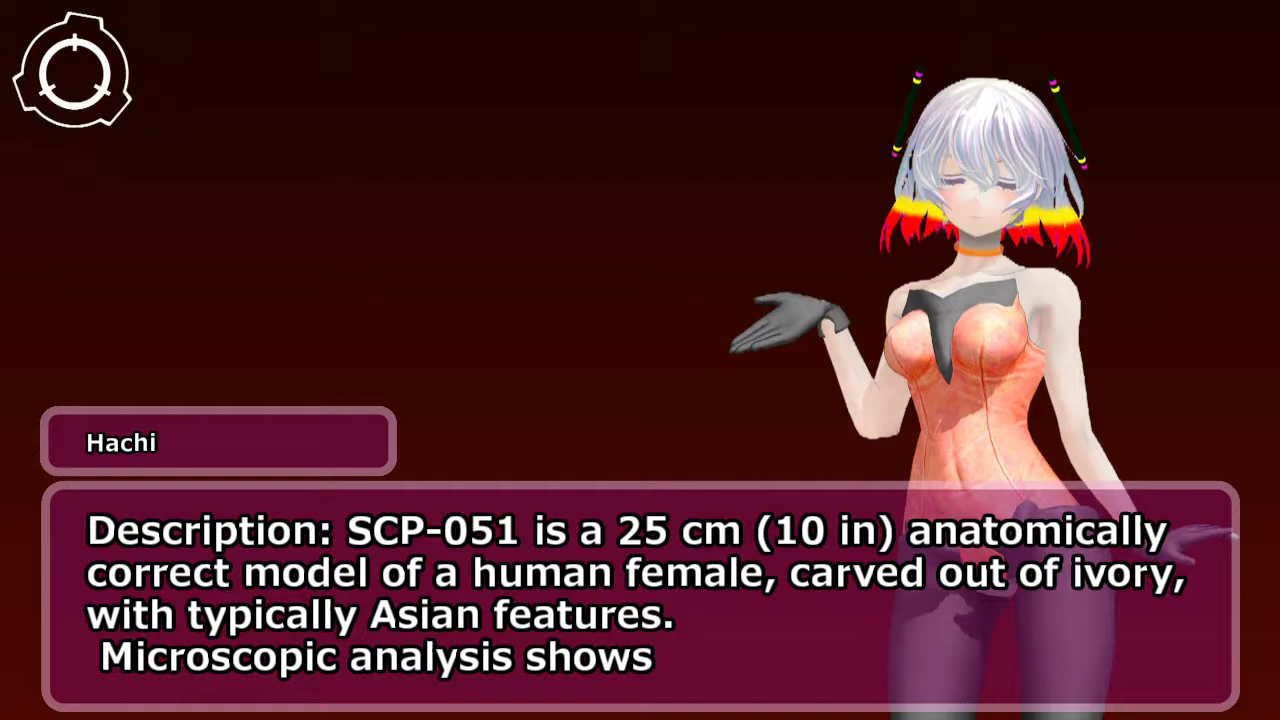 Hachi
Description: SCP-051 is a 25 cm (10 in) anatomically
correct model of a human female, carved out of ivory,
with typically Asian features.
Microscopic analysis shows